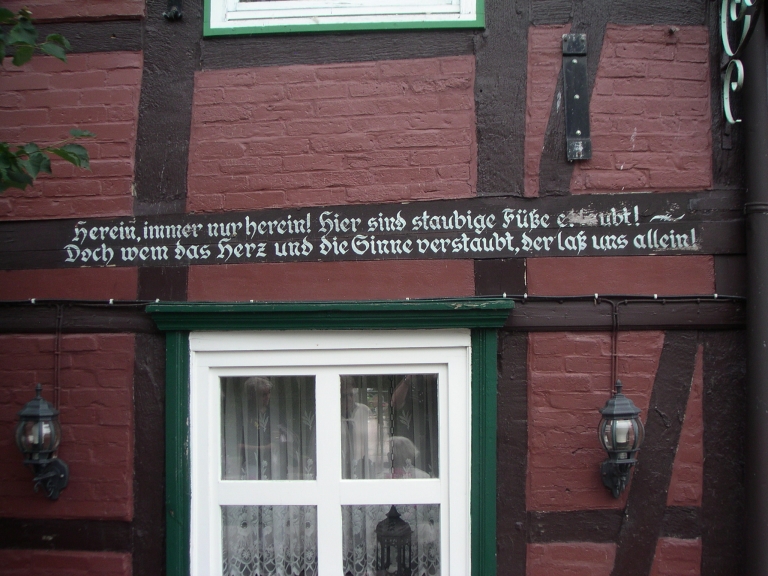 Herein, immer nur herein! Hier sind staubige Füße erlaubt!
Doch wem das Herz und die Sinne verstaubt, der laß uns allein!